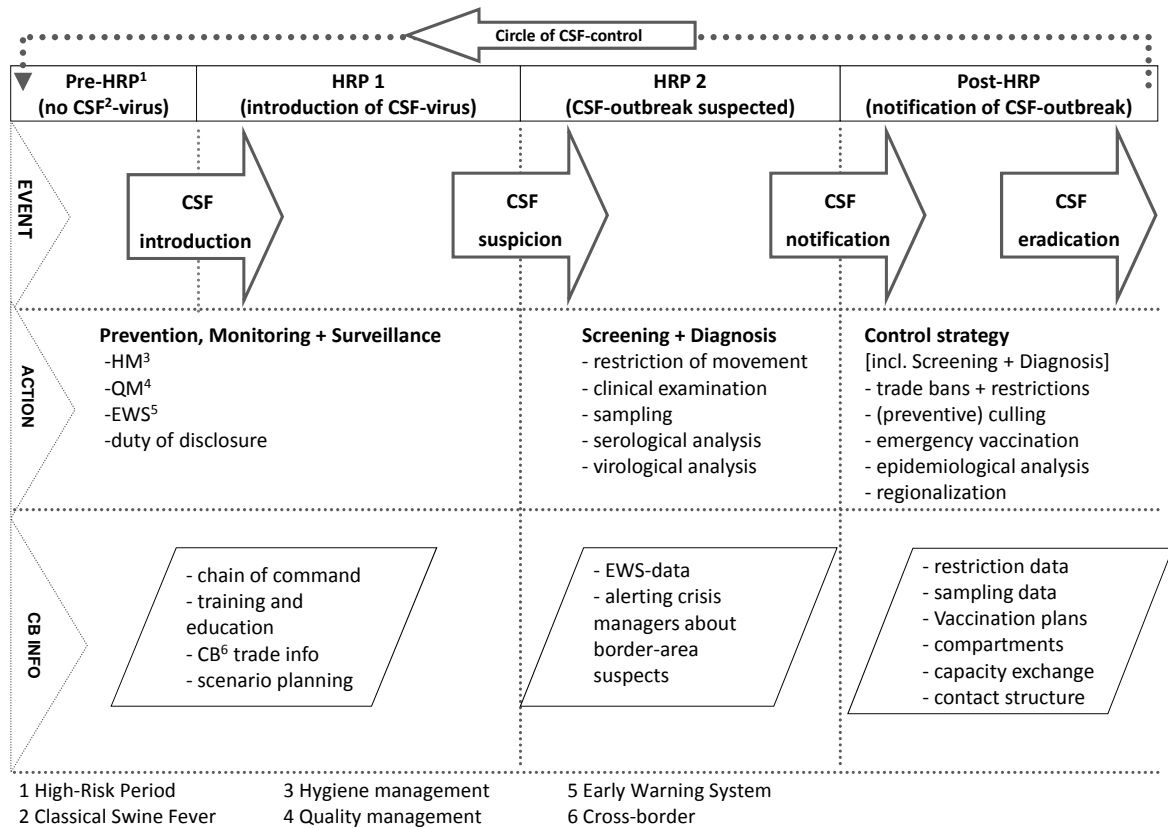 Circle of CSF-control
Pre-HRP¹
(no CSF²-virus)
HRP 1
(introduction of CSF-virus)
HRP 2
(CSF-outbreak suspected)
Post-HRP
(notification of CSF-outbreak)
EVENT
CSF
introduction
CSF
suspicion
CSF
notification
CSF
eradication
ACTION
Prevention, Monitoring + Surveillance
-HM³
-QM⁴
-EWS⁵
-duty of disclosure
Screening + Diagnosis
- restriction of movement
- clinical examination
- sampling
- serological analysis
- virological analysis
Control strategy
[incl. Screening + Diagnosis]
- trade bans + restrictions
- (preventive) culling
- emergency vaccination
- epidemiological analysis
- regionalization
CB INFO
- chain of command
- training and
education
- CB⁶ trade info
- scenario planning
- EWS-data
- alerting crisis
managers about
border-area
suspects
- restriction data
- sampling data
- Vaccination plans
- compartments
- capacity exchange
- contact structure
1 High-Risk Period
2 Classical Swine Fever
3 Hygiene management
4 Quality management
5 Early Warning System
6 Cross-border